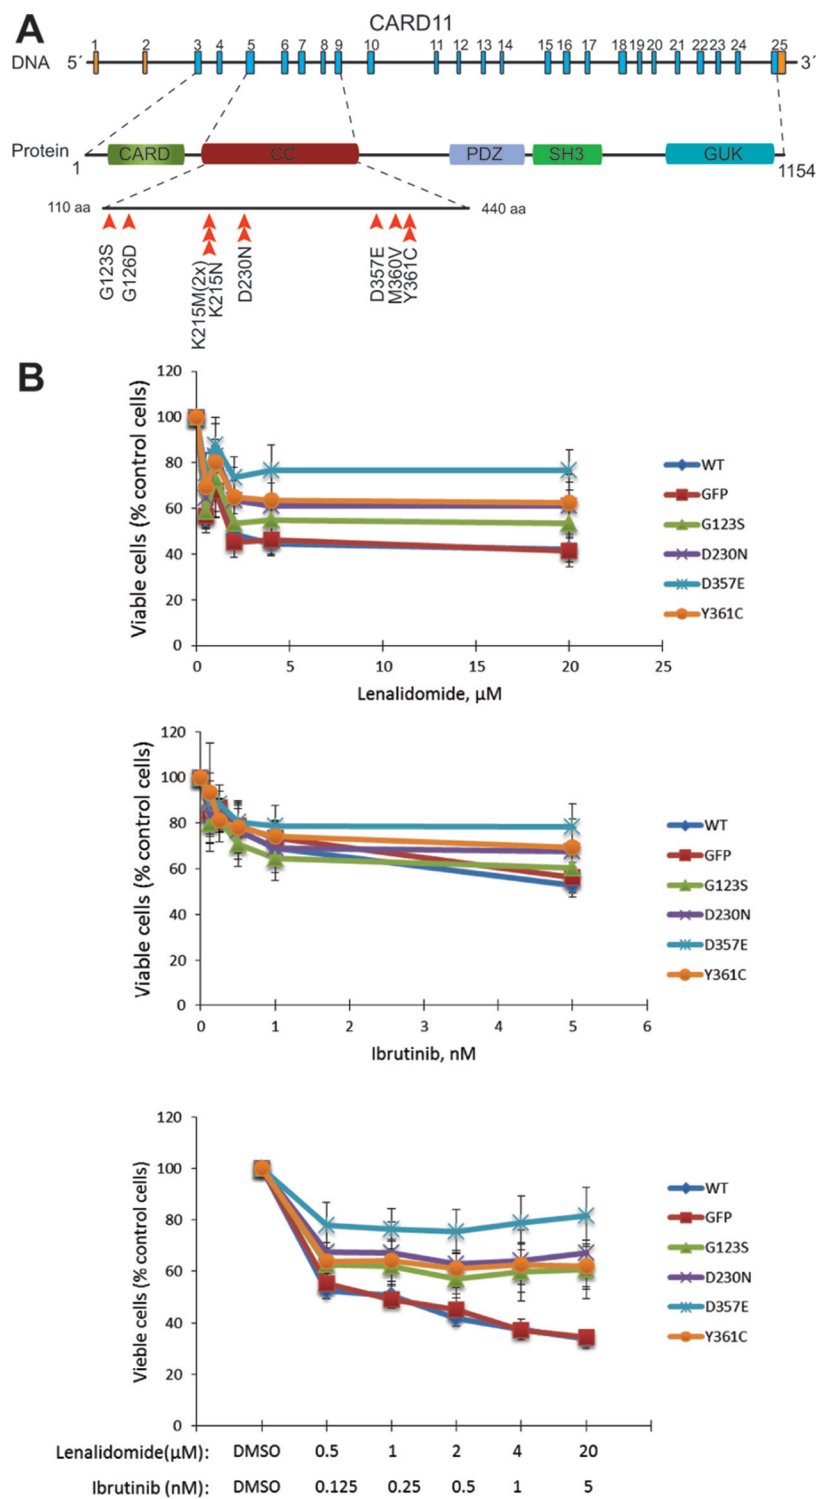 A
CARD11
1 2 3 4 5 6 7 8 9 10 11 12 13 14 15 16 17 18 19 20 21 22 23 24 25
DNA 5´ 3´
Protein
1 CARD CC PDZ SH3 GUK 1154
110 aa 440 aa
G123S
G126D
K215M(2x)
K215N
D230N
D357E
M360V
Y361C
B
Viable cells (% control cells)
120
100
80
60
40
20
0
0 5 10 15 20 25
Lenalidomide, µM
WT
GFP
G123S
D230N
D357E
Y361C
Viable cells (% control cells)
120
100
80
60
40
20
0
0 1 2 3 4 5 6
Ibrutinib, nM
WT
GFP
G123S
D230N
D357E
Y361C
Vieble cells (% control cells)
120
100
80
60
40
20
0
WT
GFP
G123S
D230N
D357E
Y361C
Lenalidomide(µM): DMSO 0.5 1 2 4 20
Ibrutinib (nM): DMSO 0.125 0.25 0.5 1 5